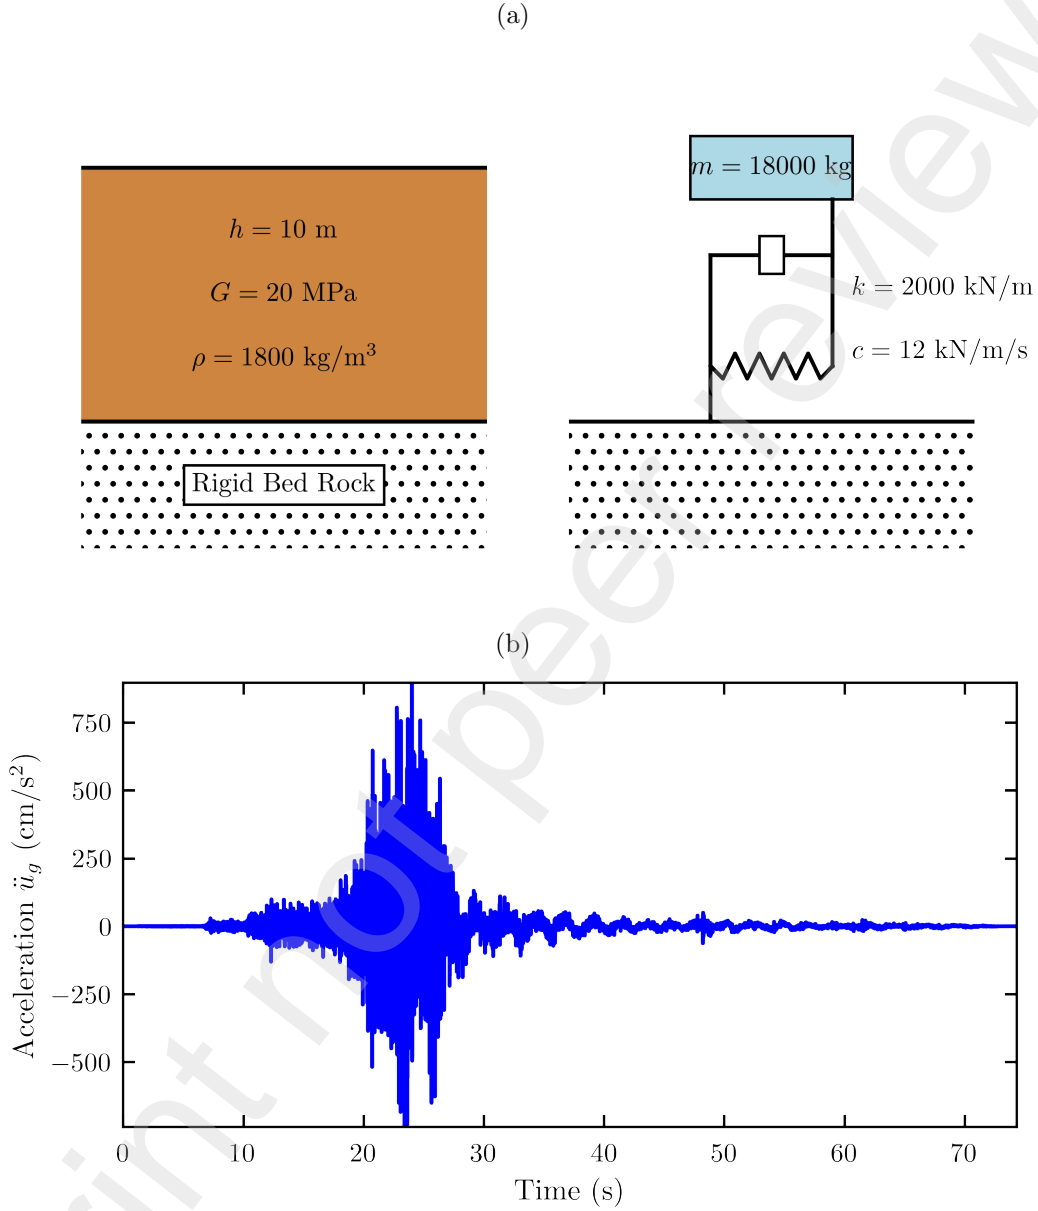 (a)
h = 10 m
G = 20 MPa
ρ = 1800 kg/m³
Rigid Bed Rock
m = 18000 kg
k = 2000 kN/m
c = 12 kN/m/s
(b)
750
500
250
0
−250
−500
Acceleration ü_g (cm/s²)
0 10 20 30 40 50 60 70
Time (s)
rint not peer review